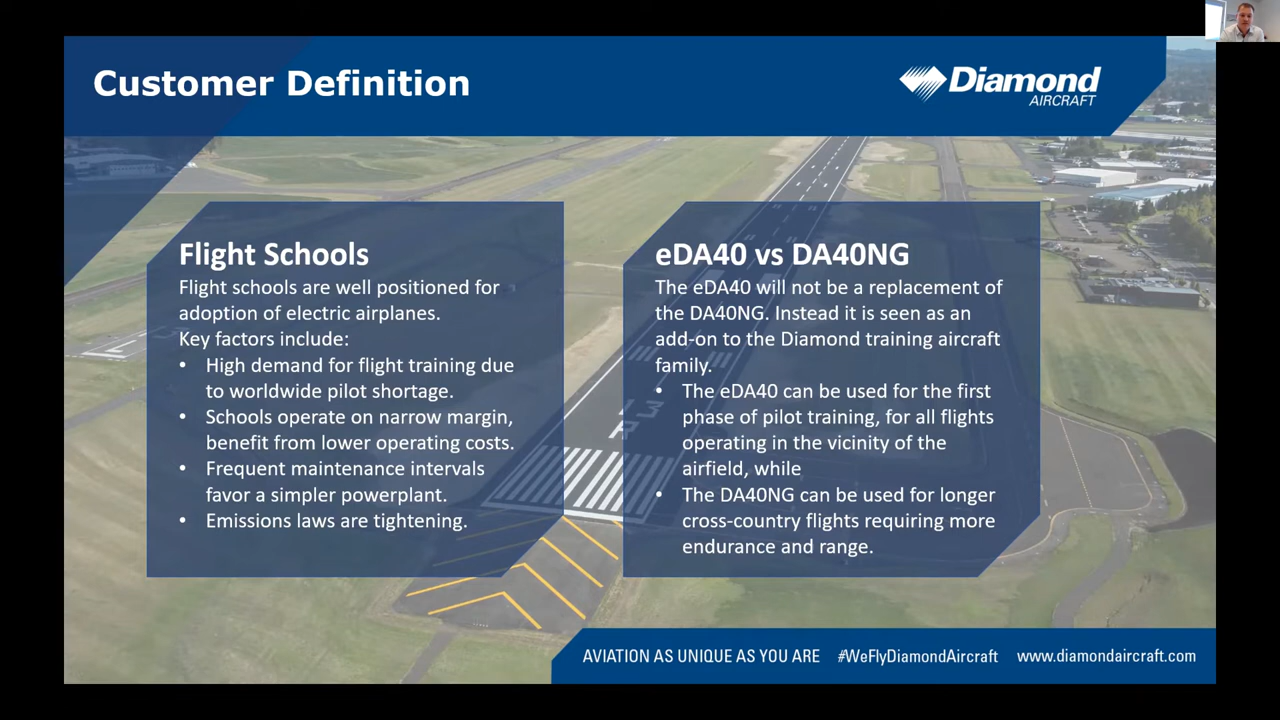 Customer Definition
Diamond
AIRCRAFT
Flight Schools
Flight schools are well positioned for
adoption of electric airplanes.
Key factors include:
• High demand for flight training due
to worldwide pilot shortage.
• Schools operate on narrow margin,
benefit from lower operating costs.
• Frequent maintenance intervals
favor a simpler powerplant.
• Emissions laws are tightening.
eDA40 vs DA40NG
The eDA40 will not be a replacement of
the DA40NG. Instead it is seen as an
add-on to the Diamond training aircraft
family.
• The eDA40 can be used for the first
phase of pilot training, for all flights
operating in the vicinity of the
airfield, while
• The DA40NG can be used for longer
cross-country flights requiring more
endurance and range.
AVIATION AS UNIQUE AS YOU ARE #WeFlyDiamondAircraft www.diamondaircraft.com